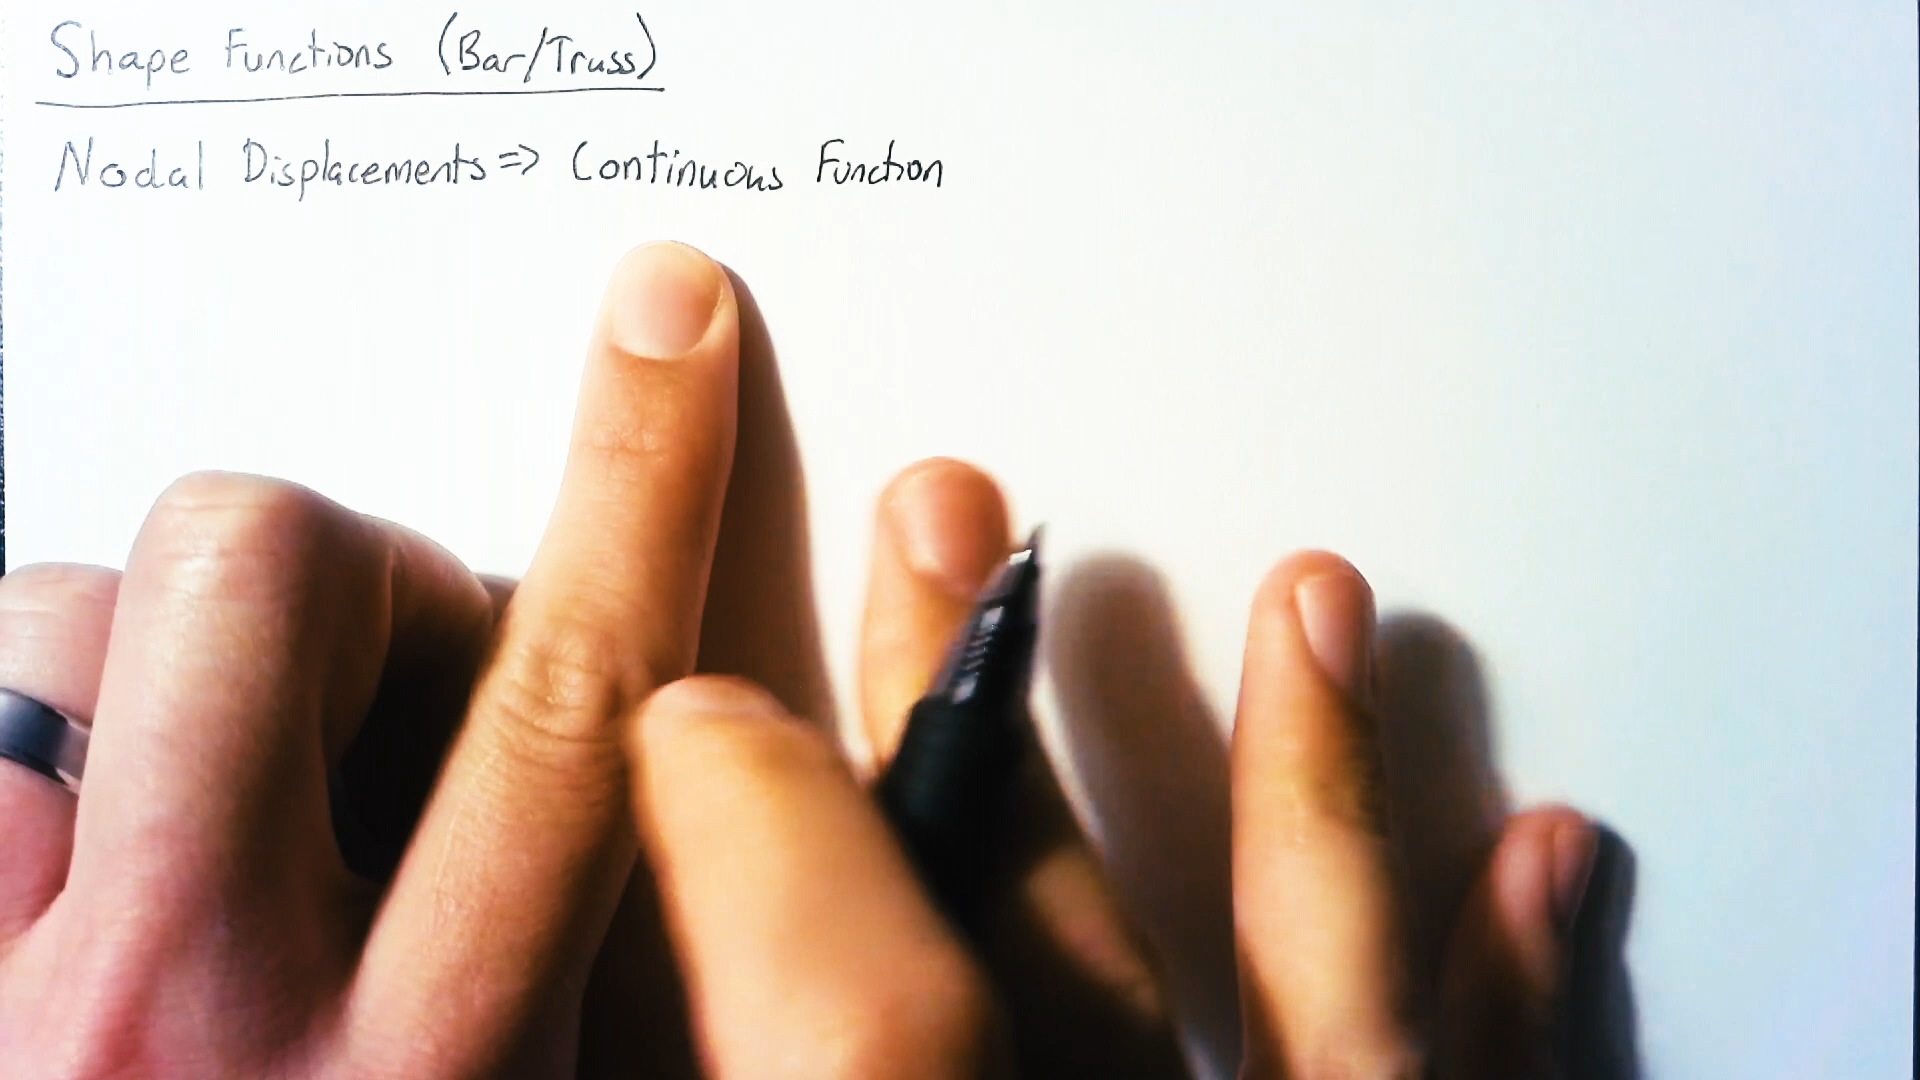 Shape Functions (Bar/Truss)
Nodal Displacements => Continuous Function